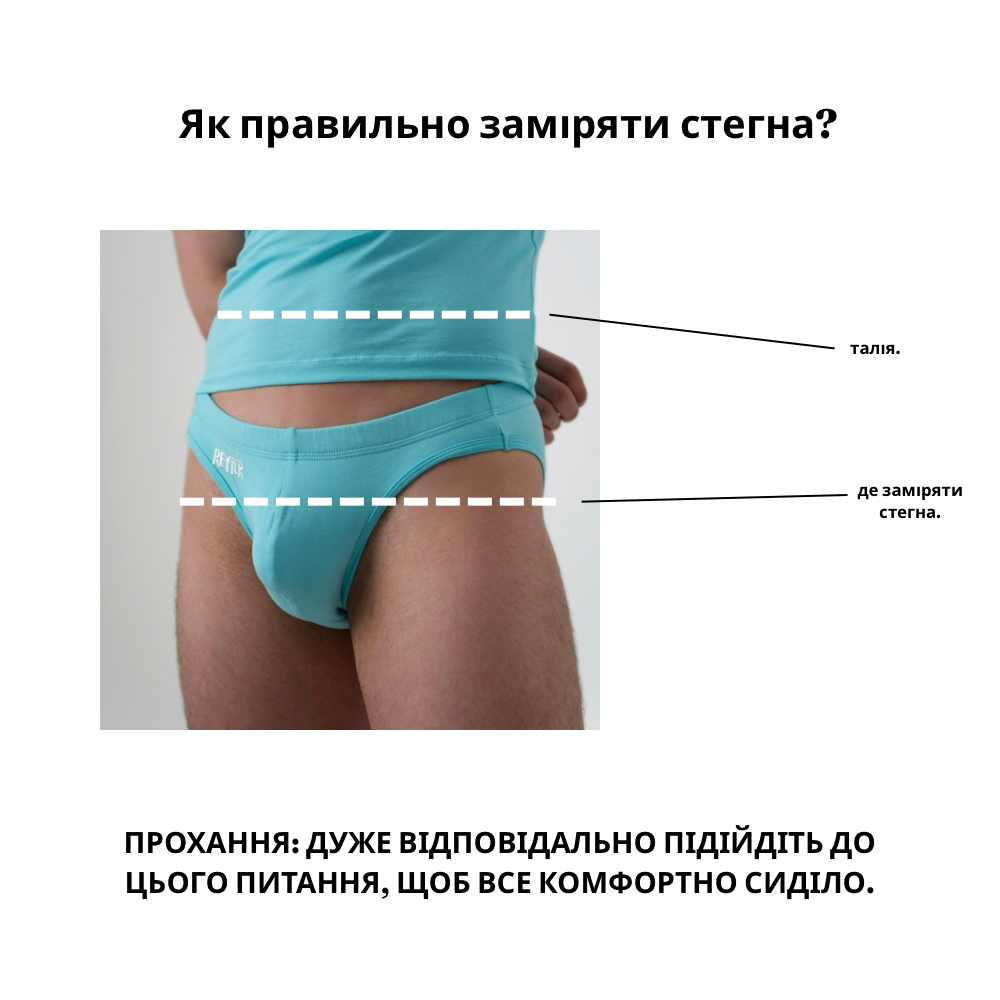 Як правильно заміряти стегна?
талія.
REYTER
де заміряти
стегна.
ПРОХАННЯ: ДУЖЕ ВІДПОВІДАЛЬНО ПІДІЙДІТЬ ДО
ЦЬОГО ПИТАННЯ, ЩОБ ВСЕ КОМФОРТНО СИДІЛО.